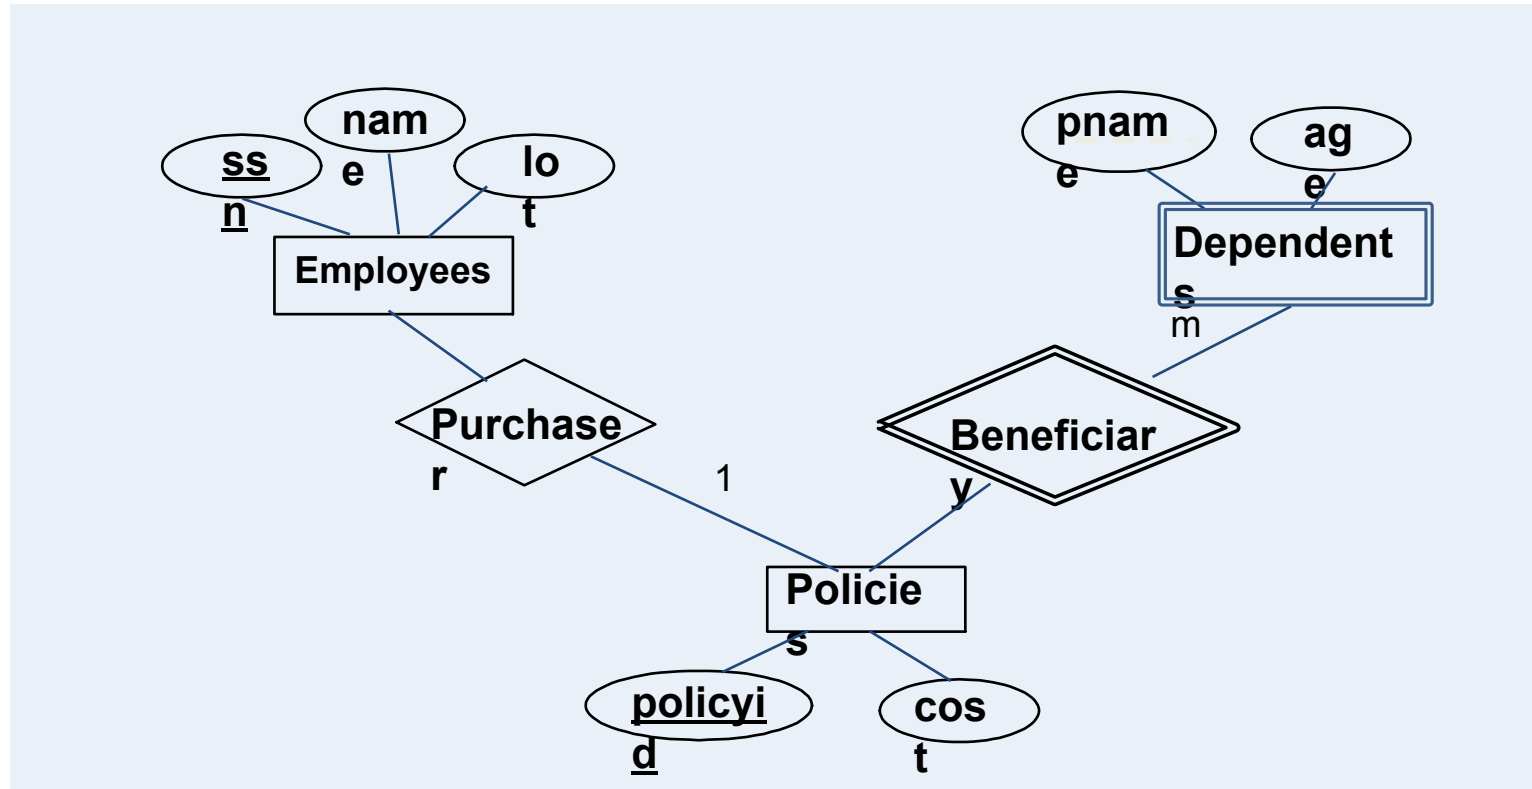 nam
e
ss
n
lo
t
pnam
e
ag
e
Employees
Dependent
s
m
Purchase
r
Beneficiar
y
1
Policie
s
policyi
d
cos
t